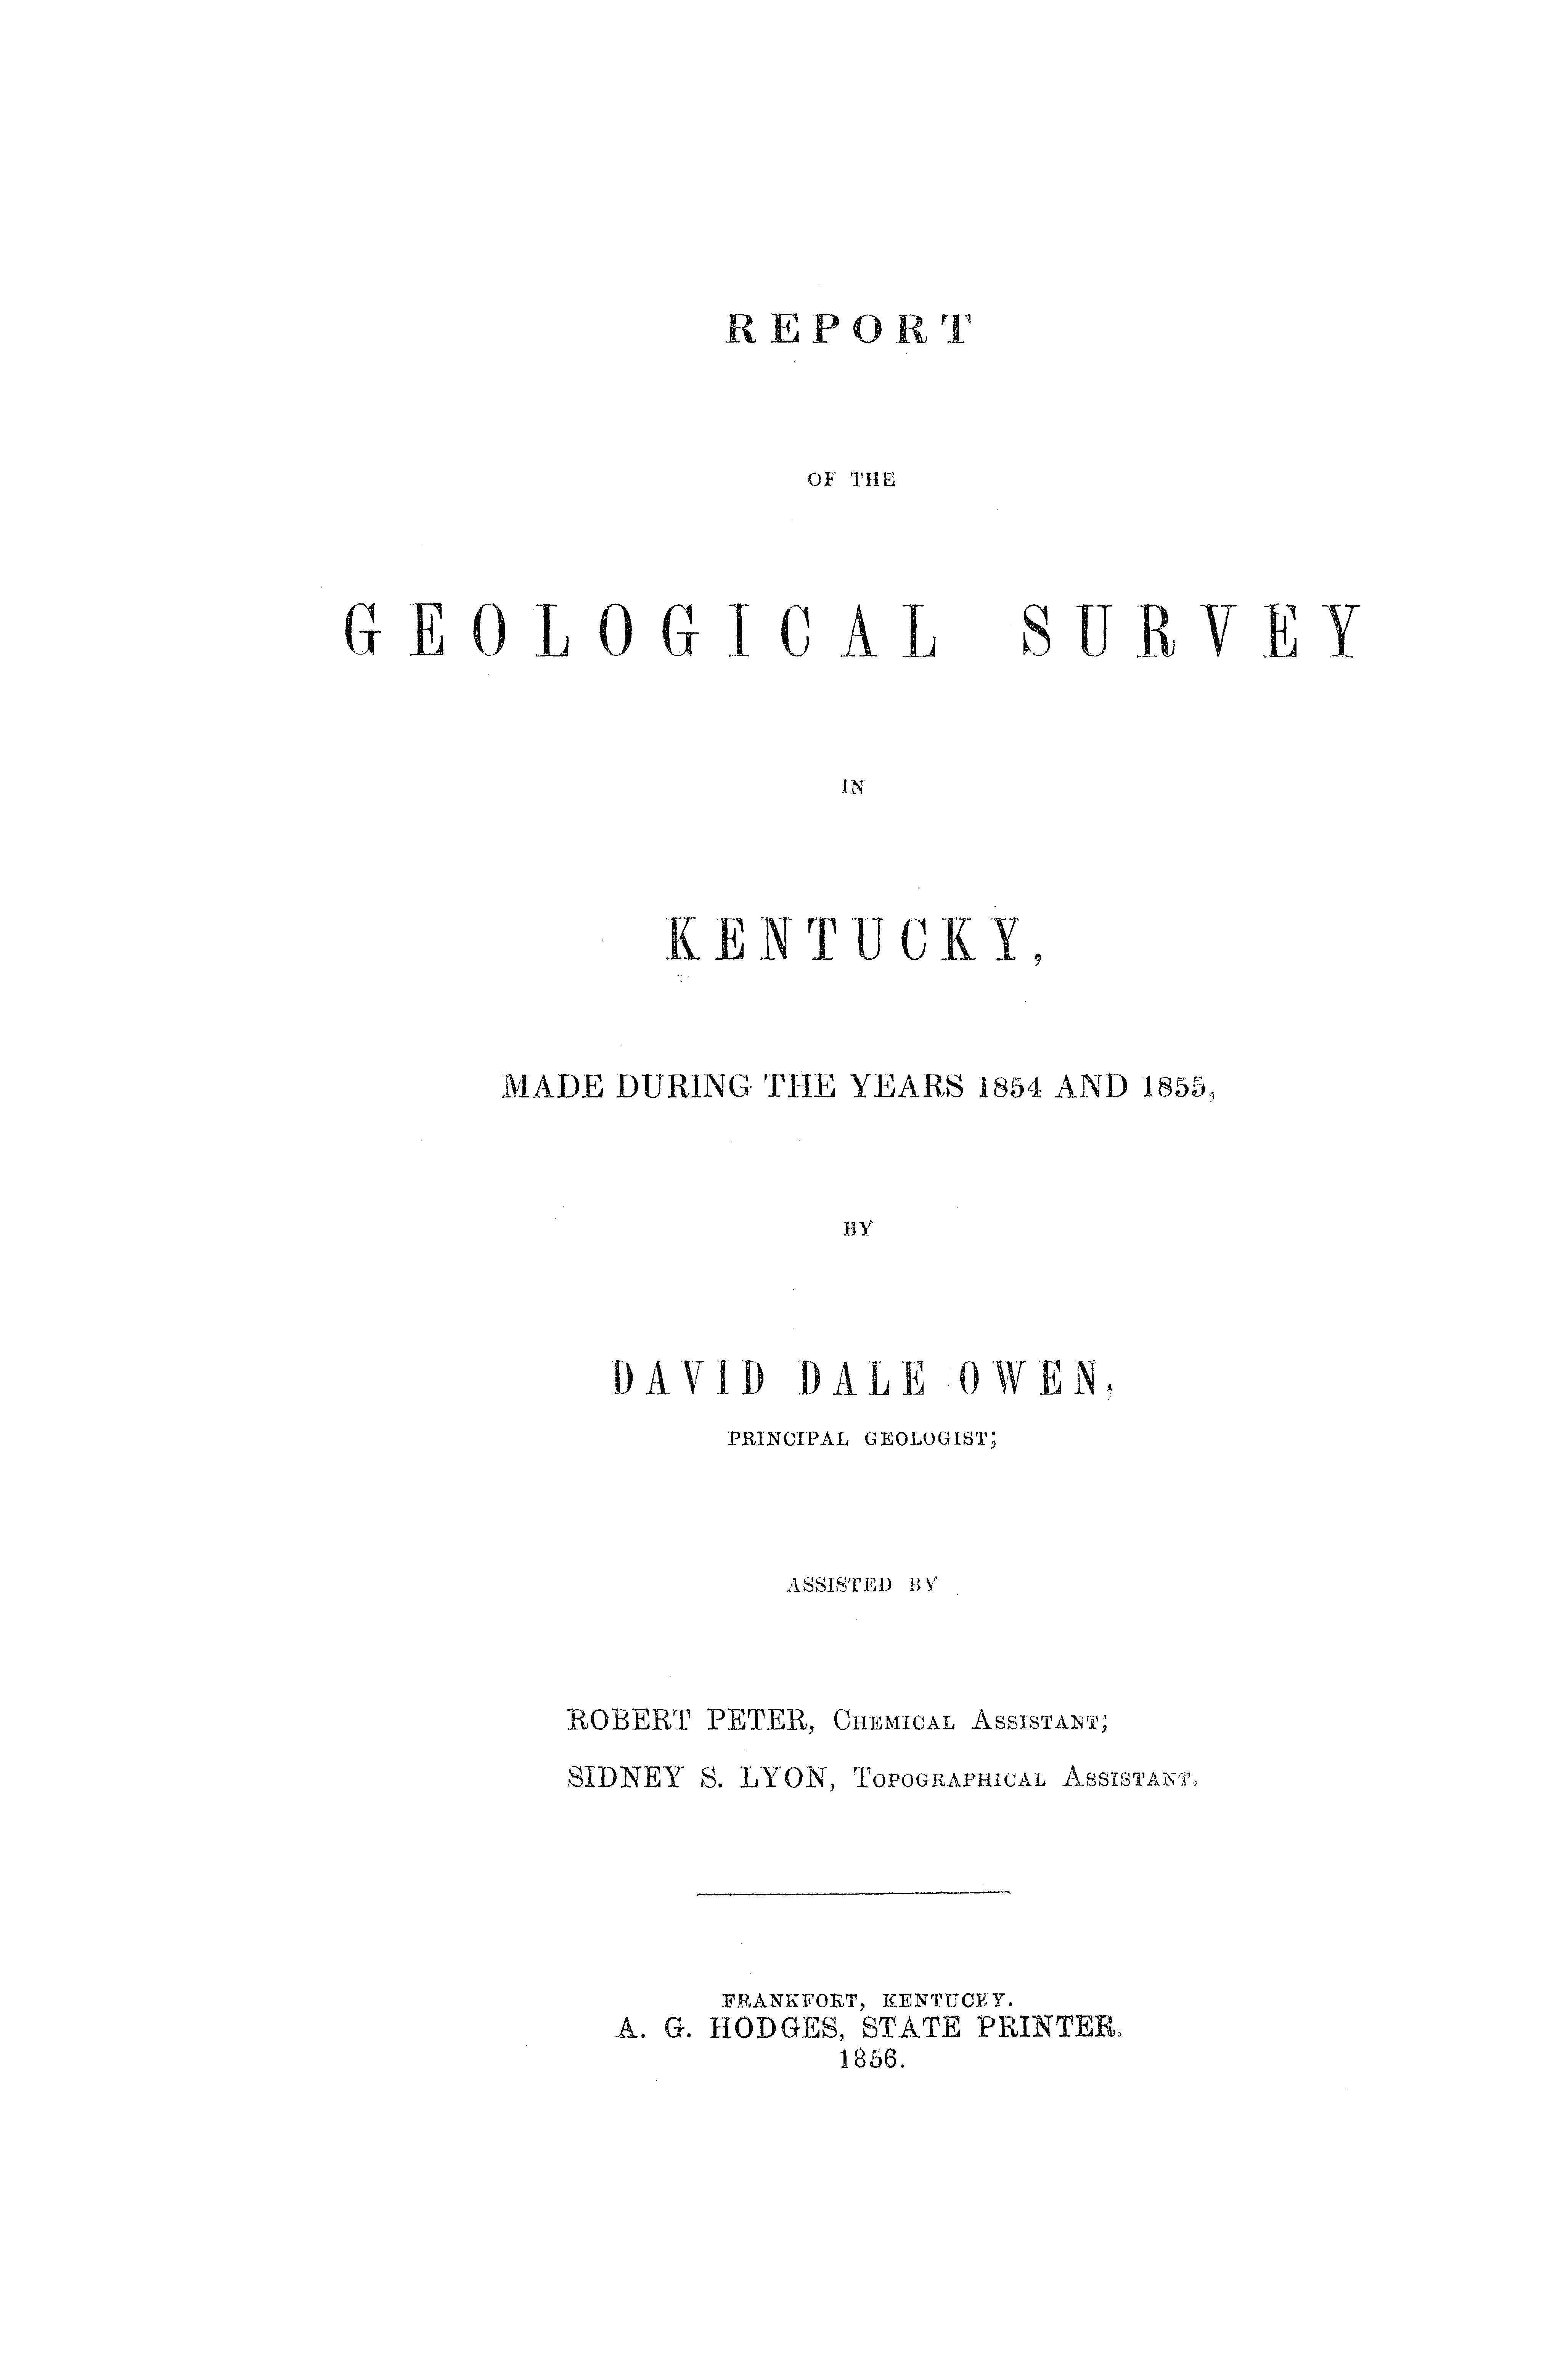 REPORT
OF THE
GEOLOGICAL SURVEY
IN
KENTUCKY,
MADE DURING THE YEARS 1854 AND 1855,
BY
DAVID DALE OWEN,
PRINCIPAL GEOLOGIST;
ASSISTED BY
ROBERT PETER, CHEMICAL ASSISTANT;
SIDNEY S. LYON, TOPOGRAPHICAL ASSISTANT.
FRANKFORT, KENTUCKY.
A. G. HODGES, STATE PRINTER.
1856.